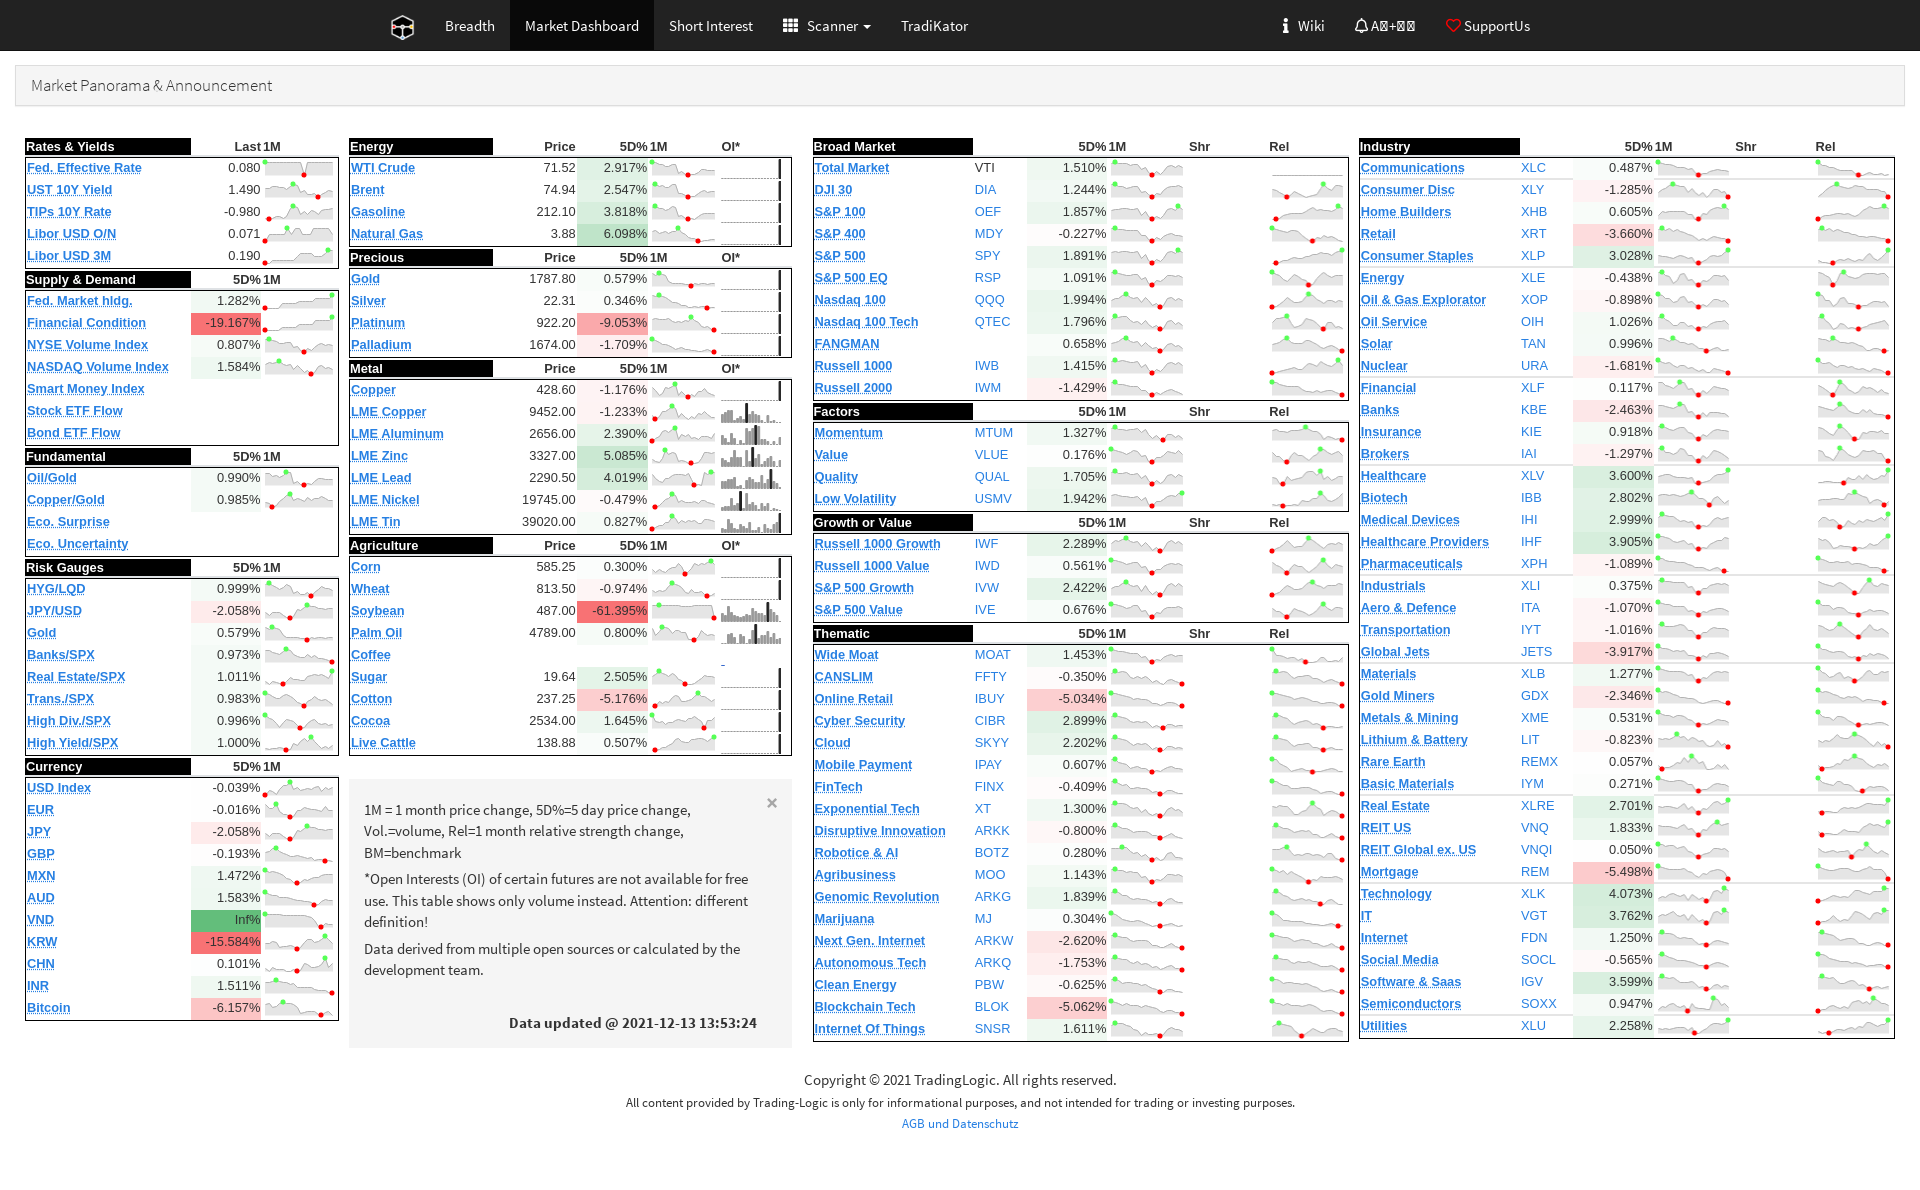 Breadth Market Dashboard Short Interest Scanner TradiKator Wiki SupportUs
Market Panorama & Announcement
Rates & Yields Last 1M
Fed. Effective Rate 0.080
UST 10Y Yield 1.490
TIPs 10Y Rate -0.980
Libor USD O/N 0.071
Libor USD 3M 0.190
Supply & Demand 5D% 1M
Fed. Market hldg. 1.282%
Financial Condition -19.167%
NYSE Volume Index 0.807%
NASDAQ Volume Index 1.584%
Smart Money Index
Stock ETF Flow
Bond ETF Flow
Fundamental 5D% 1M
Oil/Gold 0.990%
Copper/Gold 0.985%
Eco. Surprise
Eco. Uncertainty
Risk Gauges 5D% 1M
HYG/LQD 0.999%
JPY/USD -2.058%
Gold 0.579%
Banks/SPX 0.973%
Real Estate/SPX 1.011%
Trans./SPX 0.983%
High Div./SPX 0.996%
High Yield/SPX 1.000%
Currency 5D% 1M
USD Index -0.039%
EUR -0.016%
JPY -2.058%
GBP -0.193%
MXN 1.472%
AUD 1.583%
VND Inf%
KRW -15.584%
CHN 0.101%
INR 1.511%
Bitcoin -6.157%
Energy Price 5D% 1M OI*
WTI Crude 71.52 2.917%
Brent 74.94 2.547%
Gasoline 212.10 3.818%
Natural Gas 3.88 6.098%
Precious Price 5D% 1M OI*
Gold 1787.80 0.579%
Silver 22.31 0.346%
Platinum 922.20 -9.053%
Palladium 1674.00 -1.709%
Metal Price 5D% 1M OI*
Copper 428.60 -1.176%
LME Copper 9452.00 -1.233%
LME Aluminum 2656.00 2.390%
LME Zinc 3327.00 5.085%
LME Lead 2290.50 4.019%
LME Nickel 19745.00 -0.479%
LME Tin 39020.00 0.827%
Agriculture Price 5D% 1M OI*
Corn 585.25 0.300%
Wheat 813.50 -0.974%
Soybean 487.00 -61.395%
Palm Oil 4789.00 0.800%
Coffee
Sugar 19.64 2.505%
Cotton 237.25 -5.176%
Cocoa 2534.00 1.645%
Live Cattle 138.88 0.507%
×
1M = 1 month price change, 5D%=5 day price change,
Vol.=volume, Rel=1 month relative strength change,
BM=benchmark
*Open Interests (OI) of certain futures are not available for free
use. This table shows only volume instead. Attention: different
definition!
Data derived from multiple open sources or calculated by the
development team.
Data updated @ 2021-12-13 13:53:24
Broad Market 5D% 1M Shr Rel
Total Market VTI 1.510%
DJI 30 DIA 1.244%
S&P 100 OEF 1.857%
S&P 400 MDY -0.227%
S&P 500 SPY 1.891%
S&P 500 EQ RSP 1.091%
Nasdaq 100 QQQ 1.994%
Nasdaq 100 Tech QTEC 1.796%
FANGMAN 0.658%
Russell 1000 IWB 1.415%
Russell 2000 IWM -1.429%
Factors 5D% 1M Shr Rel
Momentum MTUM 1.327%
Value VLUE 0.176%
Quality QUAL 1.705%
Low Volatility USMV 1.942%
Growth or Value 5D% 1M Shr Rel
Russell 1000 Growth IWF 2.289%
Russell 1000 Value IWD 0.561%
S&P 500 Growth IVW 2.422%
S&P 500 Value IVE 0.676%
Thematic 5D% 1M Shr Rel
Wide Moat MOAT 1.453%
CANSLIM FFTY -0.350%
Online Retail IBUY -5.034%
Cyber Security CIBR 2.899%
Cloud SKYY 2.202%
Mobile Payment IPAY 0.607%
FinTech FINX -0.409%
Exponential Tech XT 1.300%
Disruptive Innovation ARKK -0.800%
Robotice & AI BOTZ 0.280%
Agribusiness MOO 1.143%
Genomic Revolution ARKG 1.839%
Marijuana MJ 0.304%
Next Gen. Internet ARKW -2.620%
Autonomous Tech ARKQ -1.753%
Clean Energy PBW -0.625%
Blockchain Tech BLOK -5.062%
Internet Of Things SNSR 1.611%
Industry 5D% 1M Shr Rel
Communications XLC 0.487%
Consumer Disc XLY -1.285%
Home Builders XHB 0.605%
Retail XRT -3.660%
Consumer Staples XLP 3.028%
Energy XLE -0.438%
Oil & Gas Explorator XOP -0.898%
Oil Service OIH 1.026%
Solar TAN 0.996%
Nuclear URA -1.681%
Financial XLF 0.117%
Banks KBE -2.463%
Insurance KIE 0.918%
Brokers IAI -1.297%
Healthcare XLV 3.600%
Biotech IBB 2.802%
Medical Devices IHI 2.999%
Healthcare Providers IHF 3.905%
Pharmaceuticals XPH -1.089%
Industrials XLI 0.375%
Aero & Defence ITA -1.070%
Transportation IYT -1.016%
Global Jets JETS -3.917%
Materials XLB 1.277%
Gold Miners GDX -2.346%
Metals & Mining XME 0.531%
Lithium & Battery LIT -0.823%
Rare Earth REMX 0.057%
Basic Materials IYM 0.271%
Real Estate XLRE 2.701%
REIT US VNQ 1.833%
REIT Global ex. US VNQI 0.050%
Mortgage REM -5.498%
Technology XLK 4.073%
IT VGT 3.762%
Internet FDN 1.250%
Social Media SOCL -0.565%
Software & Saas IGV 3.599%
Semiconductors SOXX 0.947%
Utilities XLU 2.258%
Copyright © 2021 TradingLogic. All rights reserved.
All content provided by Trading-Logic is only for informational purposes, and not intended for trading or investing purposes.
AGB und Datenschutz